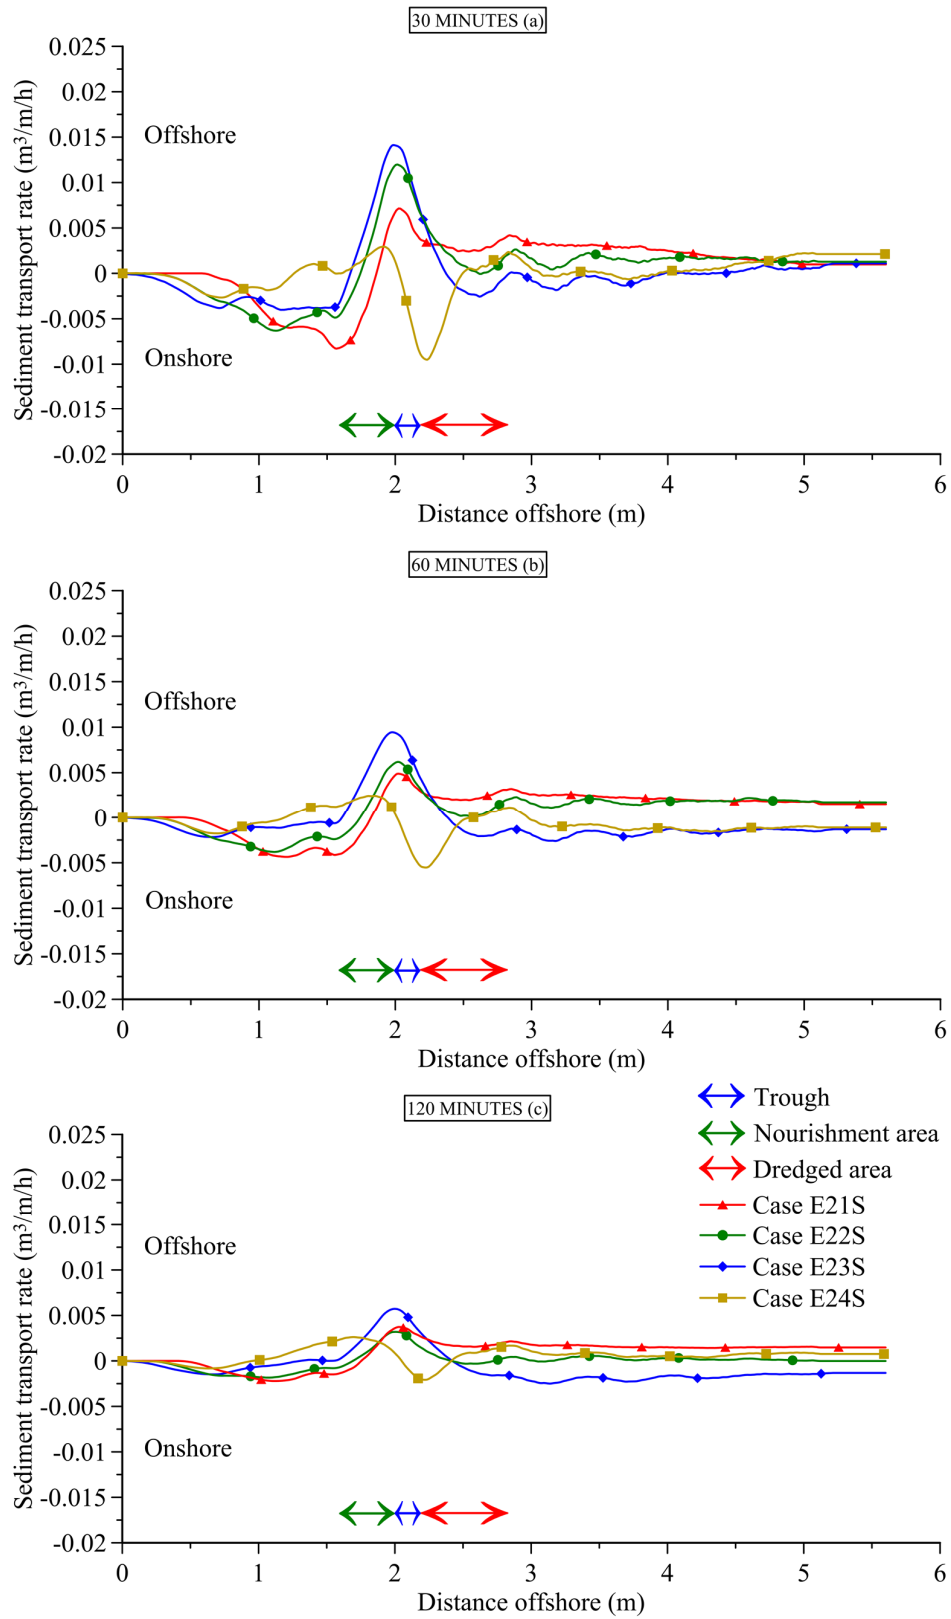 30 MINUTES (a)
Sediment transport rate (m³/m/h)
0.025
0.02
0.015
0.01
0.005
0
-0.005
-0.01
-0.015
-0.02
Offshore
Onshore
0 1 2 3 4 5 6
Distance offshore (m)
60 MINUTES (b)
Sediment transport rate (m³/m/h)
0.025
0.02
0.015
0.01
0.005
0
-0.005
-0.01
-0.015
-0.02
Offshore
Onshore
0 1 2 3 4 5 6
Distance offshore (m)
120 MINUTES (c)
Trough
Nourishment area
Dredged area
Case E21S
Case E22S
Case E23S
Case E24S
Sediment transport rate (m³/m/h)
0.025
0.02
0.015
0.01
0.005
0
-0.005
-0.01
-0.015
-0.02
Offshore
Onshore
0 1 2 3 4 5 6
Distance offshore (m)